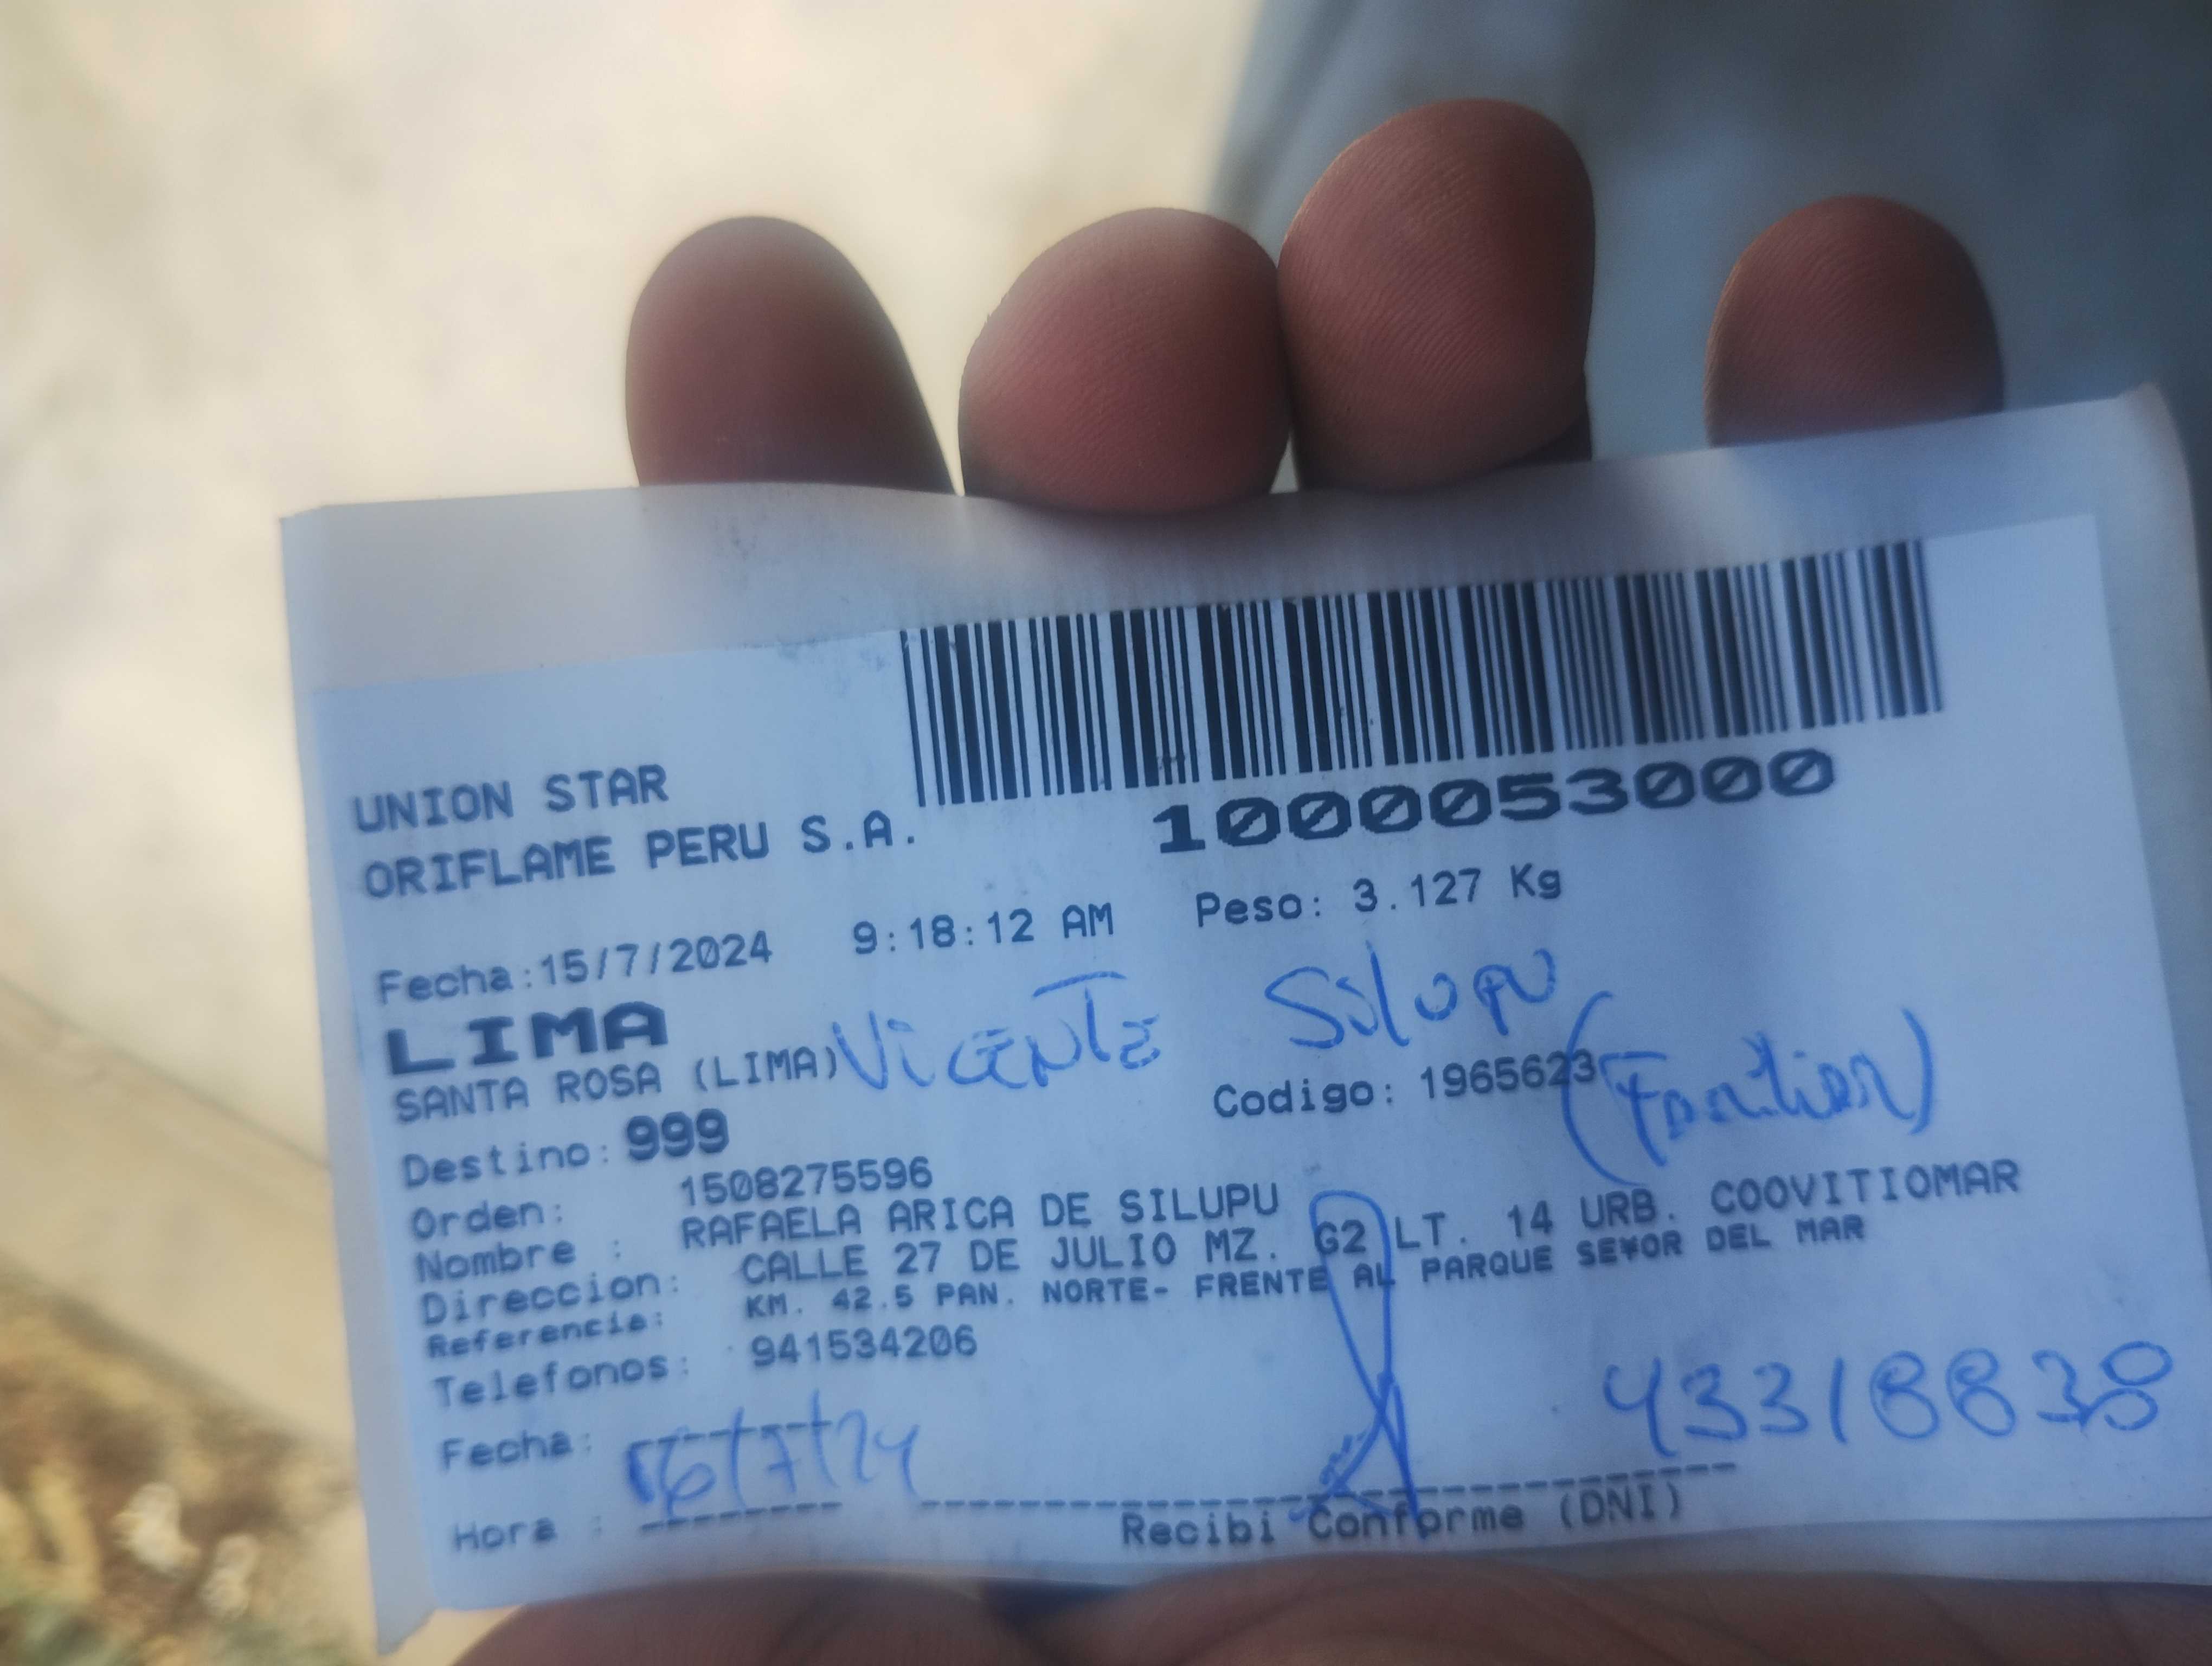 UNION STAR
ORIFLAME PERU S.A.
1000053000
Fecha:15/7/2024 9:18:12 AM Peso: 3.127 Kg
LIMA
SANTA ROSA (LIMA) VICENTE Silupu
Destino: 999 Codigo: 1965623
Orden: 1508275596
Nombre : RAFAELA ARICA DE SILUPU
Direccion: CALLE 27 DE JULIO MZ. G2 LT. 14 URB. COOVITIOMAR
Referencia: KM. 42.5 PAN. NORTE- FRENTE AL PARQUE SE¥OR DEL MAR
Telefonos: 941534206
43318838
Fecha: 16/7/24
Hora :
Recibi Conforme (DNI)